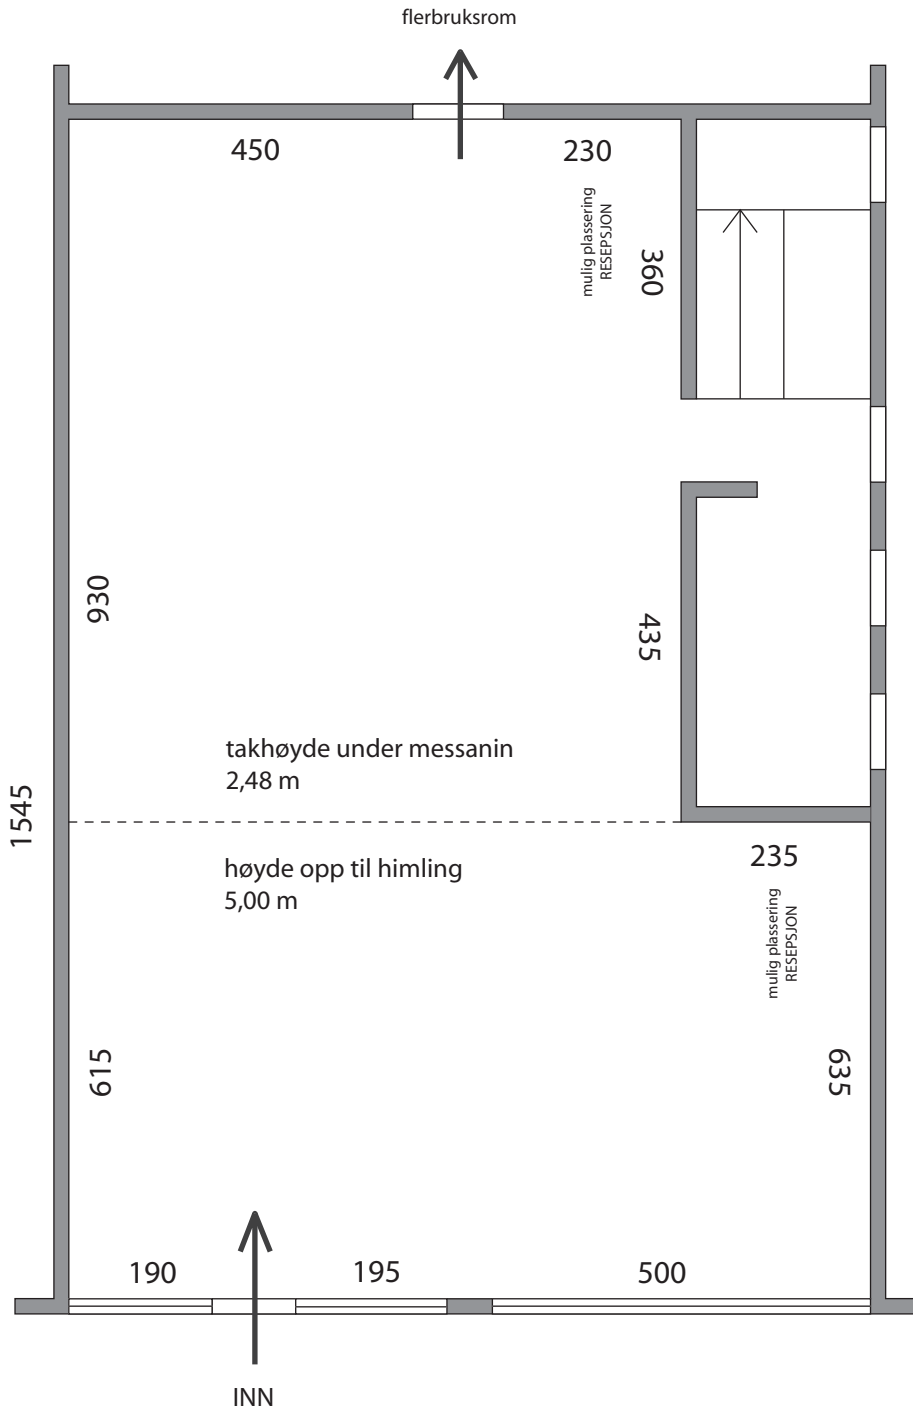 flerbruksrom
450
230
mulig plassering
RESEPSJON
360
930
435
takhøyde under messanin
2,48 m
1545
høyde opp til himling
5,00 m
235
mulig plassering
RESEPSJON
615
635
190
195
500
INN